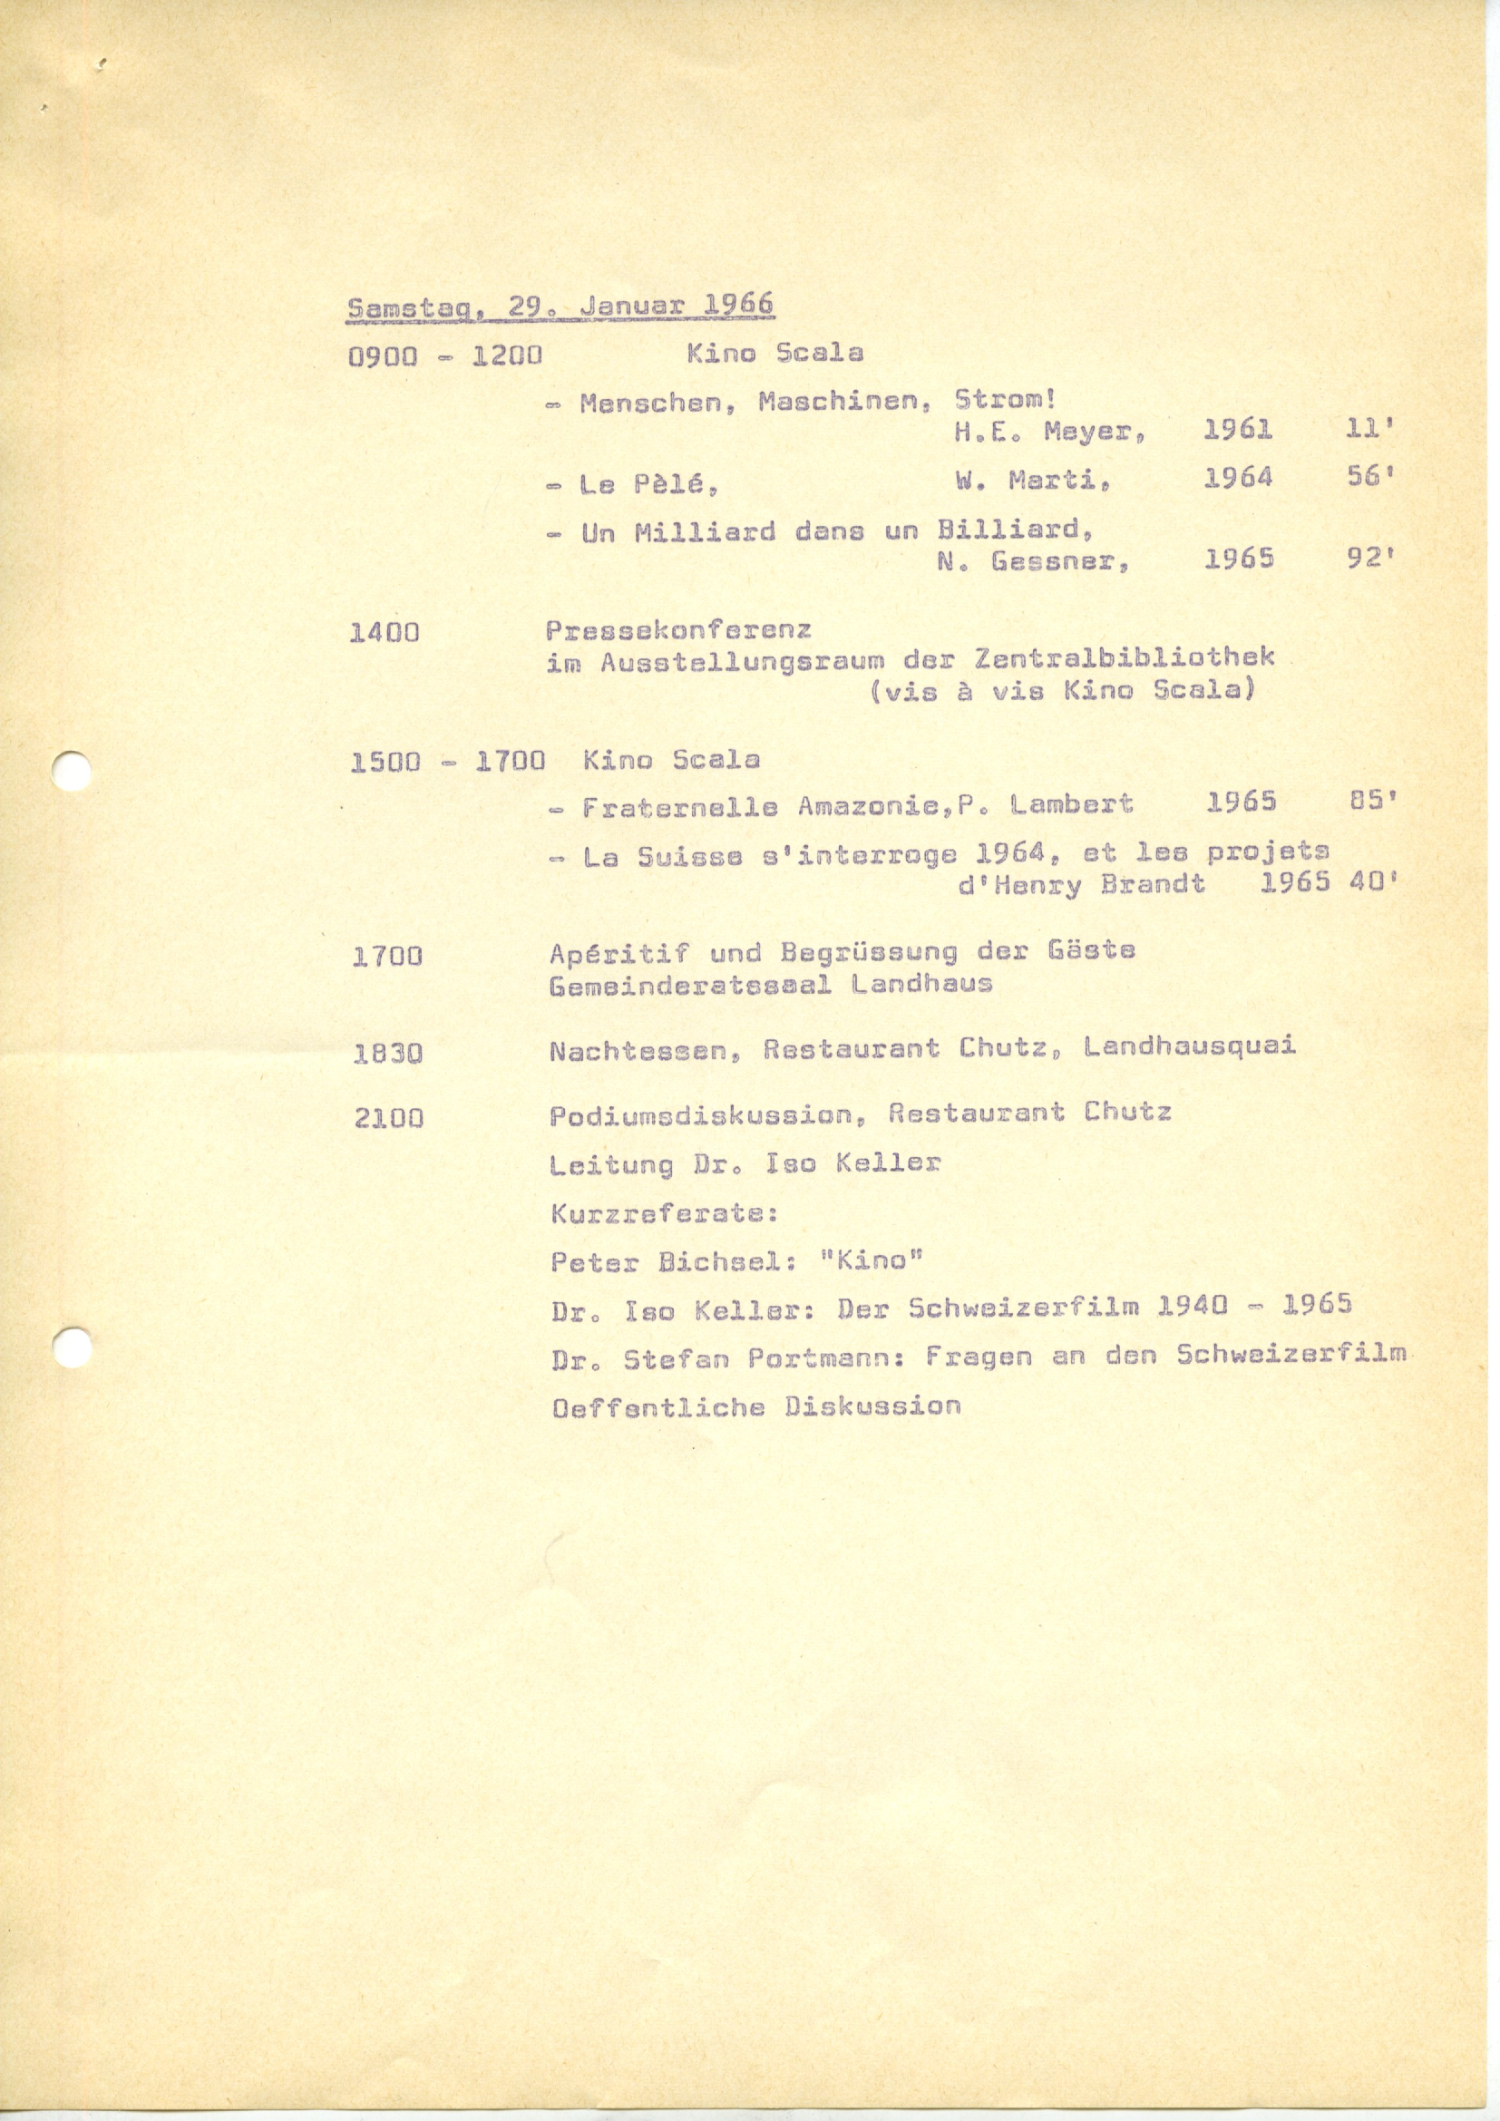 Samstag, 29. Januar 1966
0900 - 1200 Kino Scala
- Menschen, Maschinen, Strom!
H.E. Meyer, 1961 11'
- Le Pèlé, W. Marti, 1964 56'
- Un Milliard dans un Billiard,
N. Gessner, 1965 92'
1400 Pressekonferenz
im Ausstellungsraum der Zentralbibliothek
(vis à vis Kino Scala)
1500 - 1700 Kino Scala
- Fraternelle Amazonie,P. Lambert 1965 85'
- La Suisse s'interroge 1964, et les projets
d'Henry Brandt 1965 40'
1700 Apéritif und Begrüssung der Gäste
Gemeinderatssaal Landhaus
1830 Nachtessen, Restaurant Chutz, Landhausquai
2100 Podiumsdiskussion, Restaurant Chutz
Leitung Dr. Iso Keller
Kurzreferate:
Peter Bichsel: "Kino"
Dr. Iso Keller: Der Schweizerfilm 1940 - 1965
Dr. Stefan Portmann: Fragen an den Schweizerfilm
Oeffentliche Diskussion